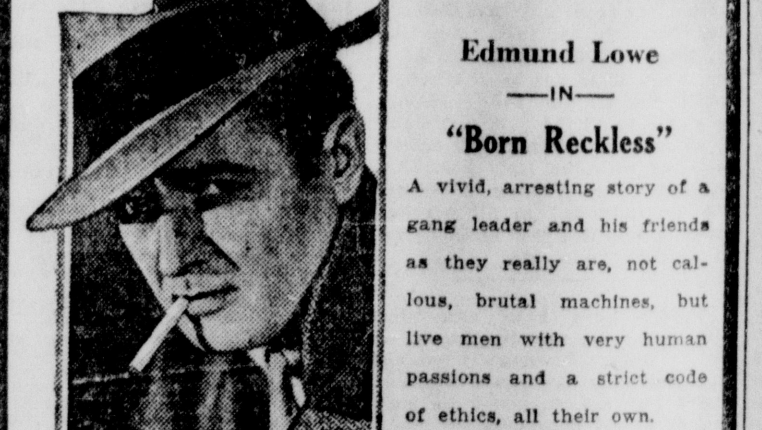 Edmund Lowe
IN
“Born Reckless”
A vivid, arresting story of a
gang leader and his friends
as they really are, not cal-
lous, brutal machines, but
live men with very human
passions and a strict code
of ethics, all their own.